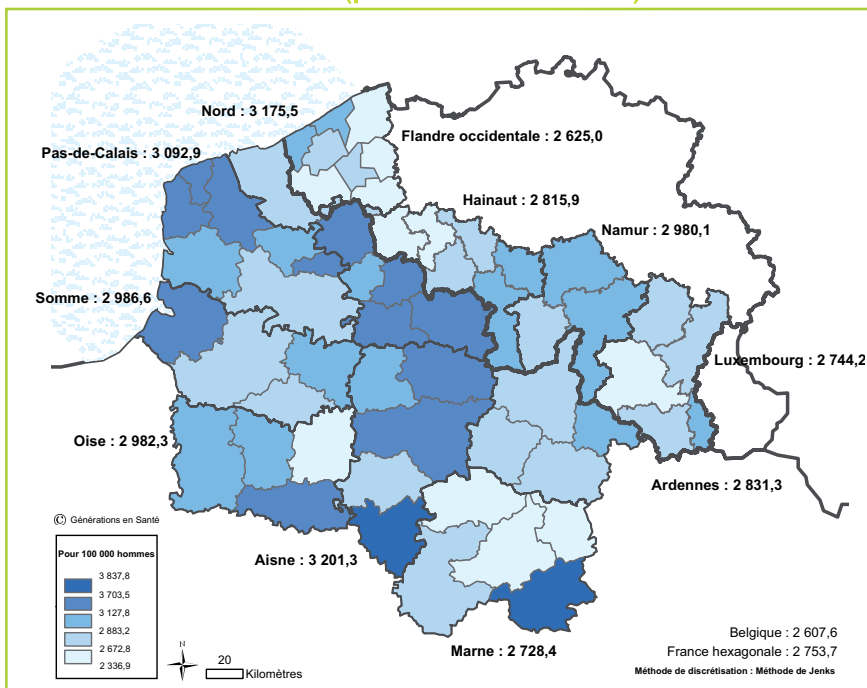 Nord : 3 175,5
Flandre occidentale : 2 625,0
Pas-de-Calais : 3 092,9
Hainaut : 2 815,9
Namur : 2 980,1
Somme : 2 986,6
Luxembourg : 2 744,2
Oise : 2 982,3
Ardennes : 2 831,3
© Générations en Santé
Pour 100 000 hommes
3 837,8
3 703,5
3 127,8
2 883,2
2 672,8
2 336,9
Aisne : 3 201,3
N
20
Kilomètres
Marne : 2 728,4
Belgique : 2 607,6
France hexagonale : 2 753,7
Méthode de discrétisation : Méthode de Jenks